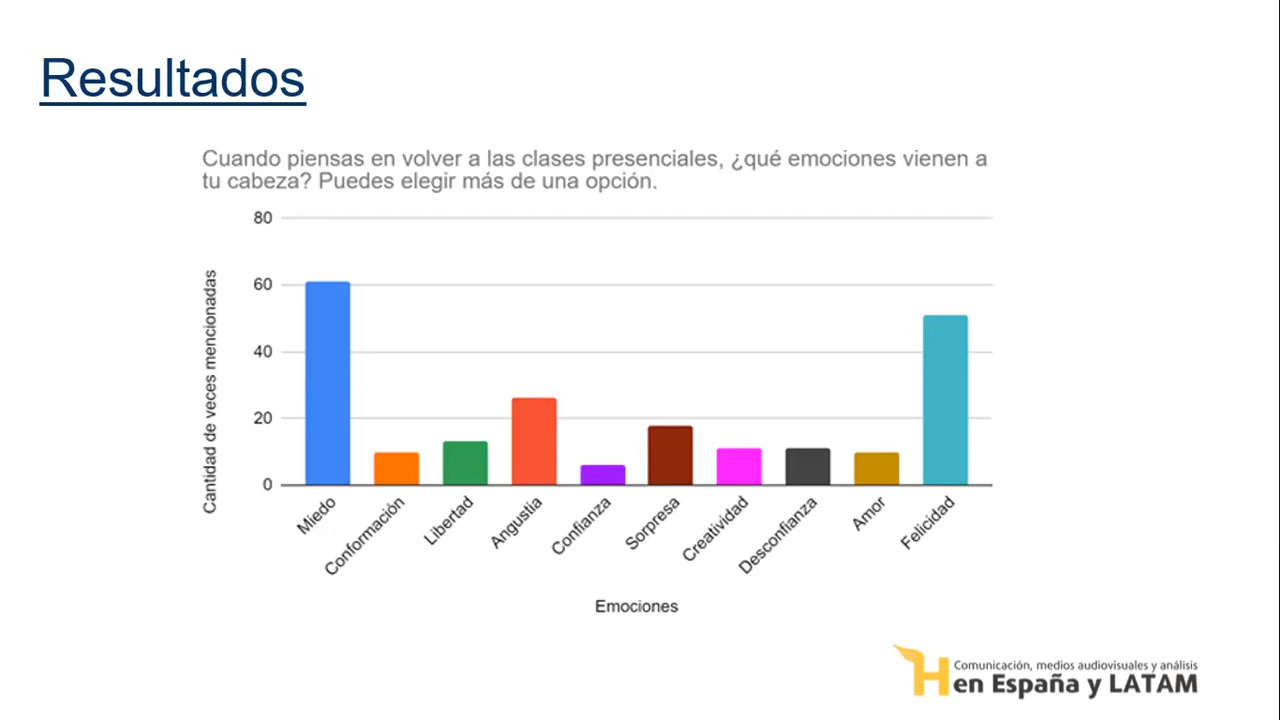 Resultados
Cuando piensas en volver a las clases presenciales, ¿qué emociones vienen a
tu cabeza? Puedes elegir más de una opción.
Cantidad de veces mencionadas
80
60
40
20
0
Miedo
Conformación
Libertad
Angustia
Confianza
Sorpresa
Creatividad
Desconfianza
Amor
Felicidad
Emociones
H
Comunicación, medios audiovisuales y análisis
en España y LATAM